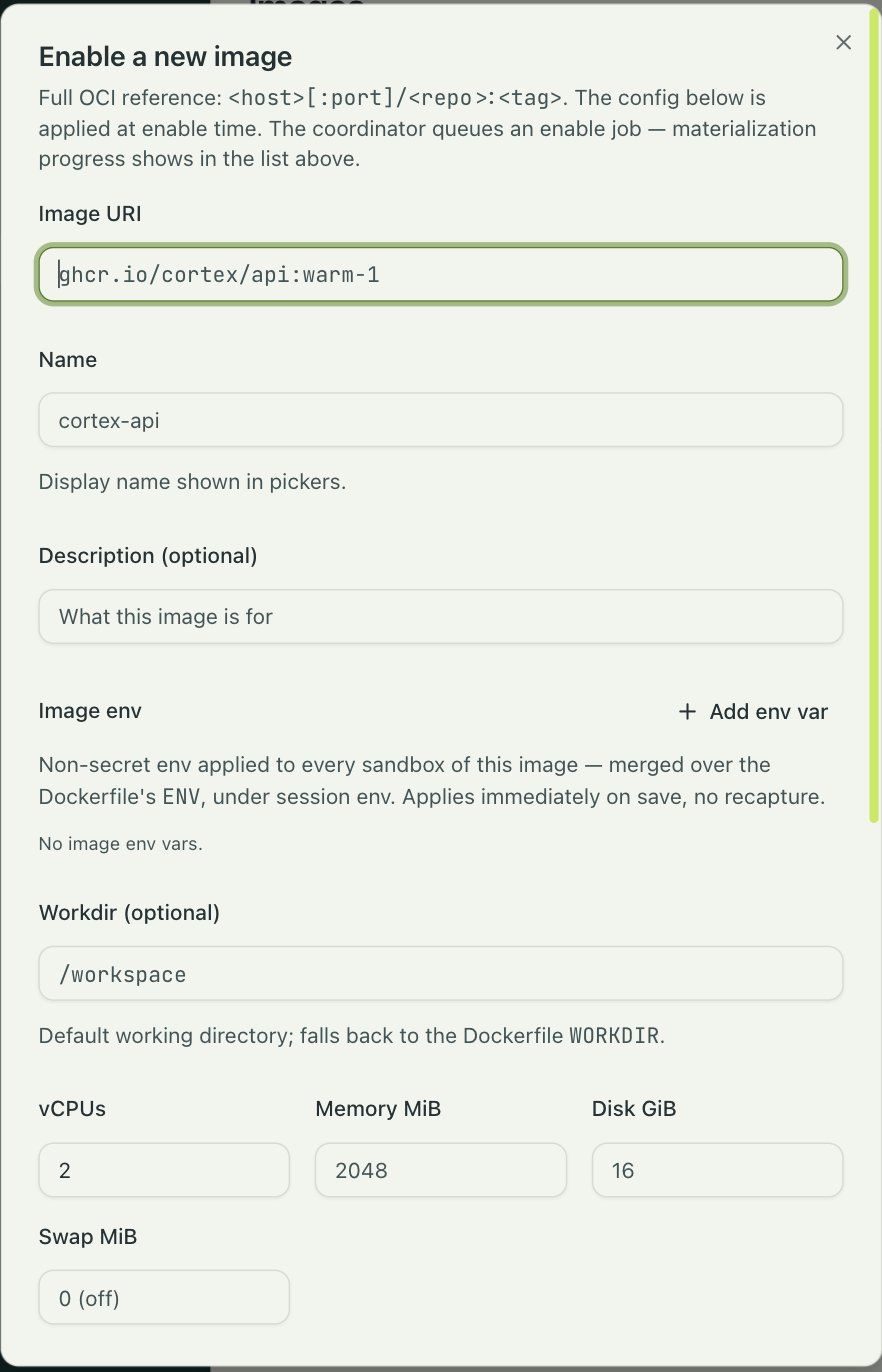 Enable a new image
Full OCI reference: <host>[:port]/<repo>:<tag>. The config below is
applied at enable time. The coordinator queues an enable job — materialization
progress shows in the list above.
Image URI
ghcr.io/cortex/api:warm-1
Name
cortex-api
Display name shown in pickers.
Description (optional)
What this image is for
Image env
+ Add env var
Non-secret env applied to every sandbox of this image — merged over the
Dockerfile's ENV, under session env. Applies immediately on save, no recapture.
No image env vars.
Workdir (optional)
/workspace
Default working directory; falls back to the Dockerfile WORKDIR.
vCPUs Memory MiB Disk GiB
2 2048 16
Swap MiB
0 (off)